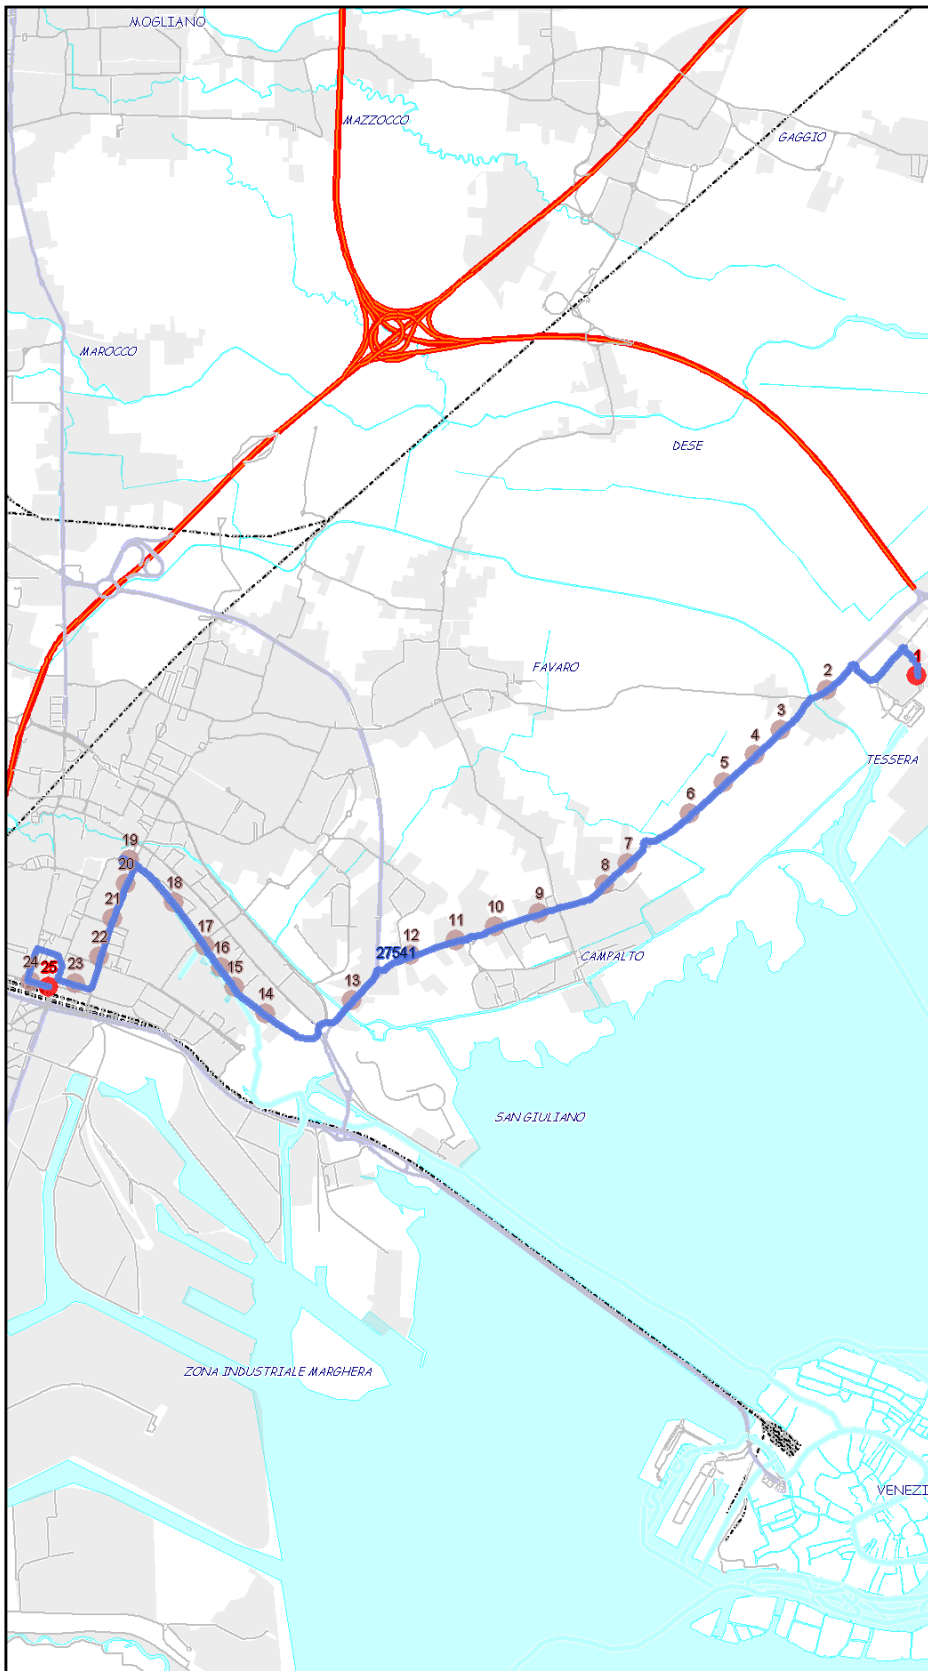 MOGLIANO
MAZZOCCO
GAGGIO
MAROCCO
DESE
FAVARO
1
2
3
TESSERA
4
5
6
7
8
9
10
11
12
27541
CAMPALTO
13
14
15
16
17
18
19
20
21
22
23
24
25
SAN GIULIANO
ZONA INDUSTRIALE MARGHERA
VENEZI